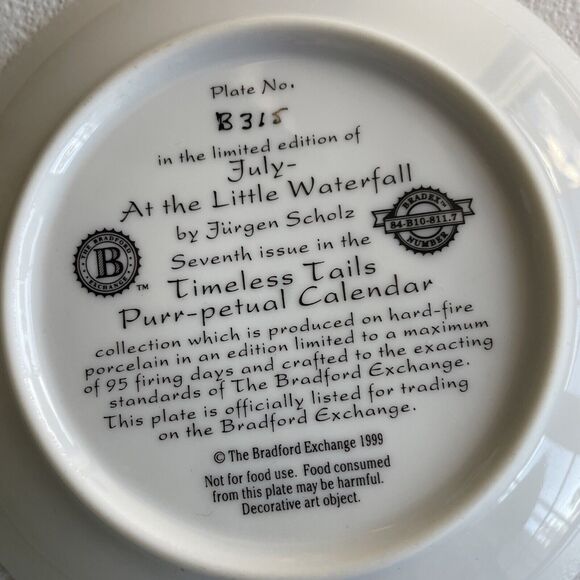 Plate No.
B315
in the limited edition of
July-
At the Little Waterfall
by Jürgen Scholz
Seventh issue in the
Timeless Tails
Purr-petual Calendar
collection which is produced on hard-fire
porcelain in an edition limited to a maximum
of 95 firing days and crafted to the exacting
standards of The Bradford Exchange.
This plate is officially listed for trading
on the Bradford Exchange.
© The Bradford Exchange 1999
Not for food use. Food consumed
from this plate may be harmful.
Decorative art object.
THE BRADFORD
B
EXCHANGE
TM
BRADEX™
84-B10-811.7
NUMBER